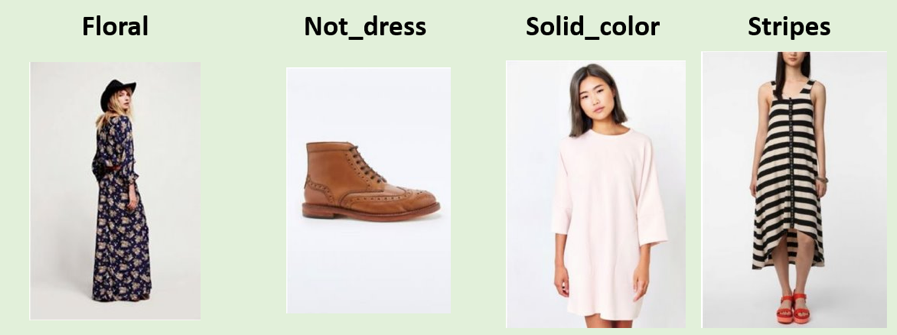 Floral
Not_dress
Solid_color
Stripes